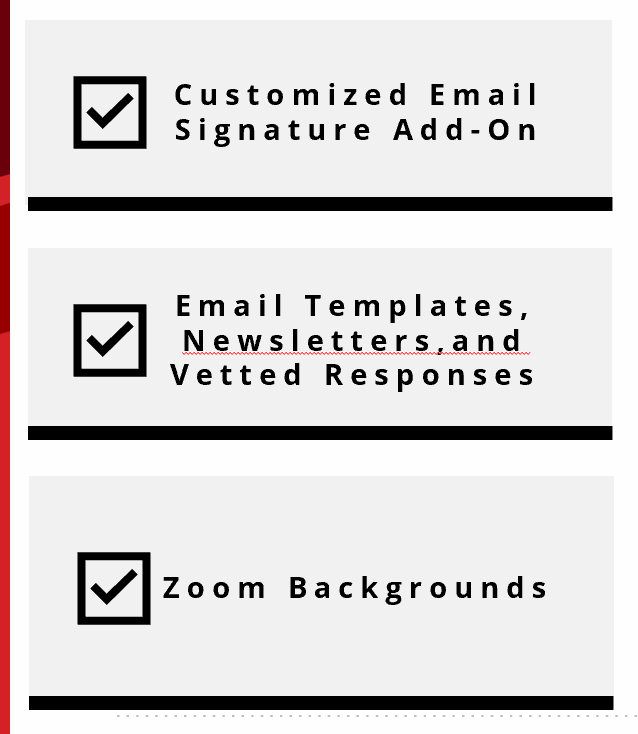 Customized Email
Signature Add-On
Email Templates,
Newsletters,and
Vetted Responses
Zoom Backgrounds